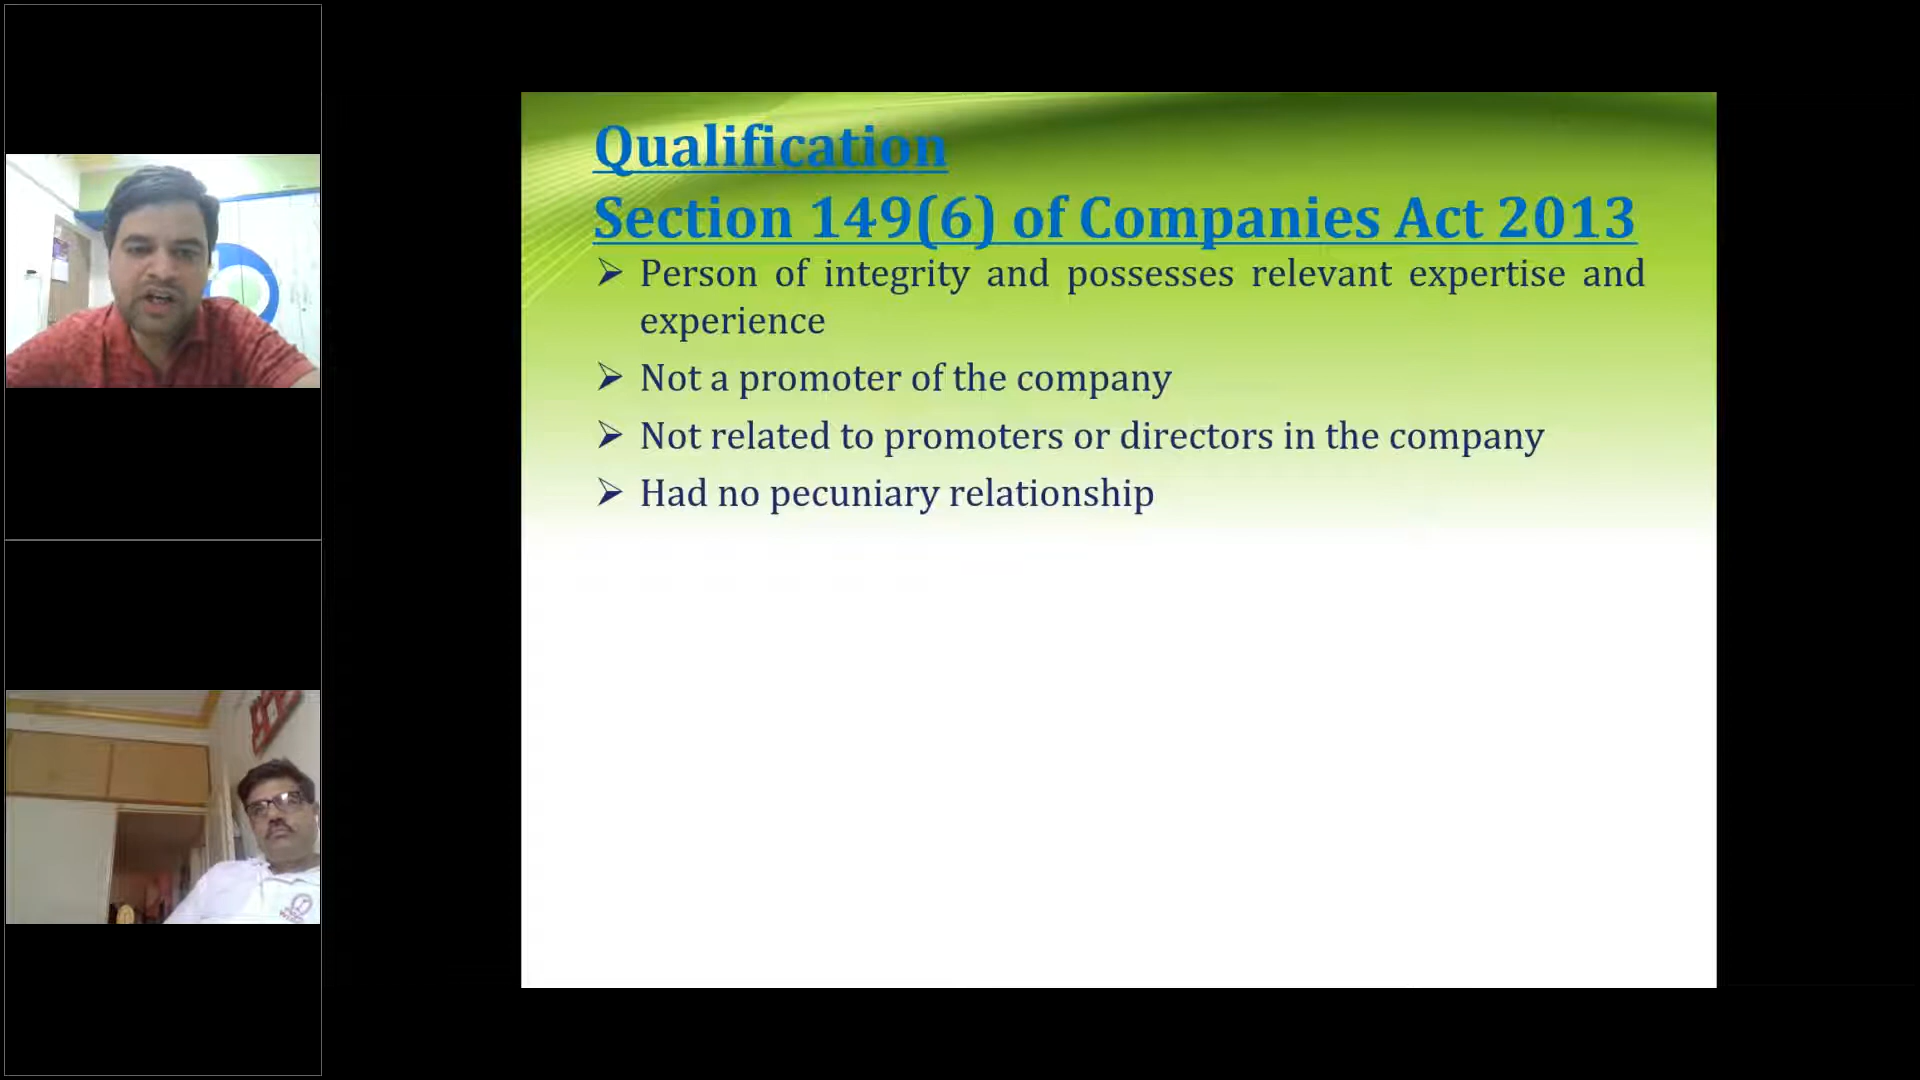 Qualification
Section 149(6) of Companies Act 2013
➢ Person of integrity and possesses relevant expertise and
experience
➢ Not a promoter of the company
➢ Not related to promoters or directors in the company
➢ Had no pecuniary relationship